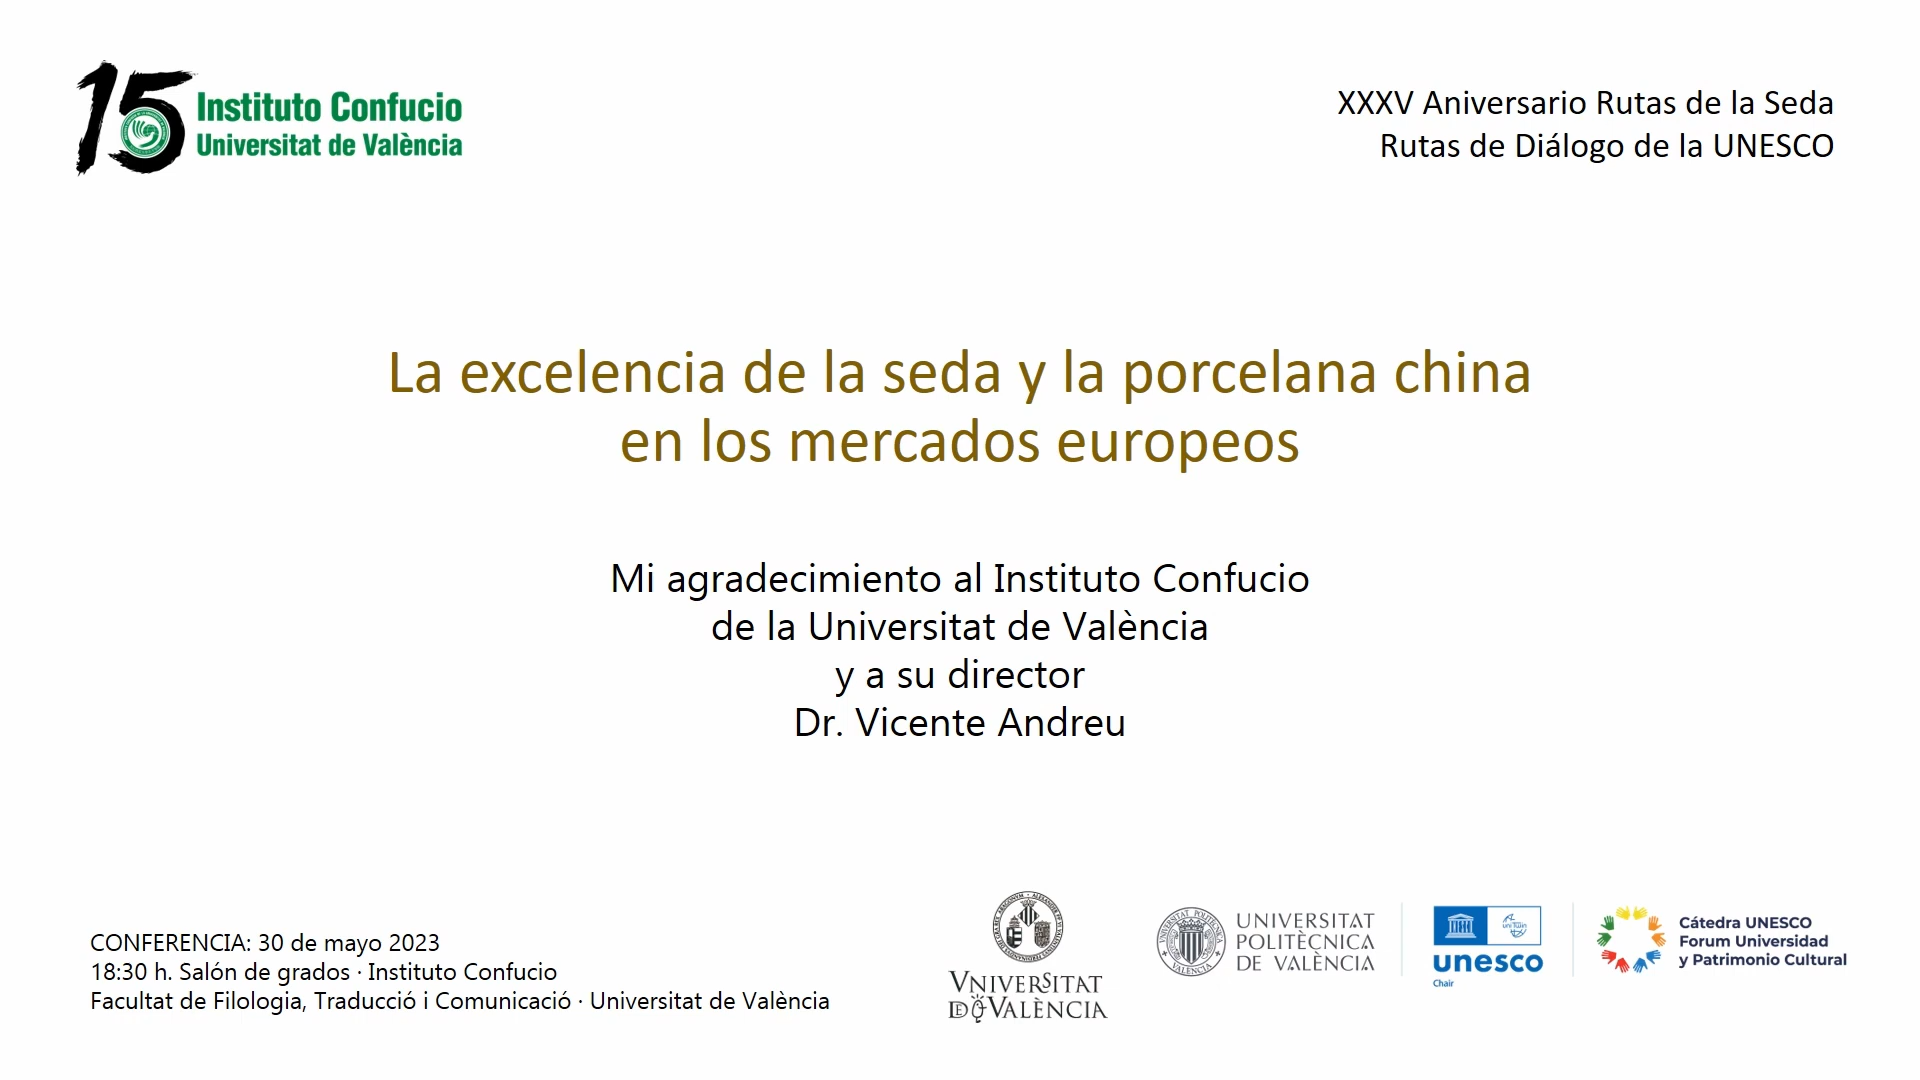 15 Instituto Confucio
Universitat de València
XXXV Aniversario Rutas de la Seda
Rutas de Diálogo de la UNESCO
La excelencia de la seda y la porcelana china
en los mercados europeos
Mi agradecimiento al Instituto Confucio
de la Universitat de València
y a su director
Dr. Vicente Andreu
CONFERENCIA: 30 de mayo 2023
18:30 h. Salón de grados · Instituto Confucio
Facultat de Filologia, Traducció i Comunicació · Universitat de València
VNIVERSITAT
DE VALÈNCIA
UNIVERSITAT
POLITÈCNICA
DE VALÈNCIA
unesco
Chair
Cátedra UNESCO
Forum Universidad
y Patrimonio Cultural